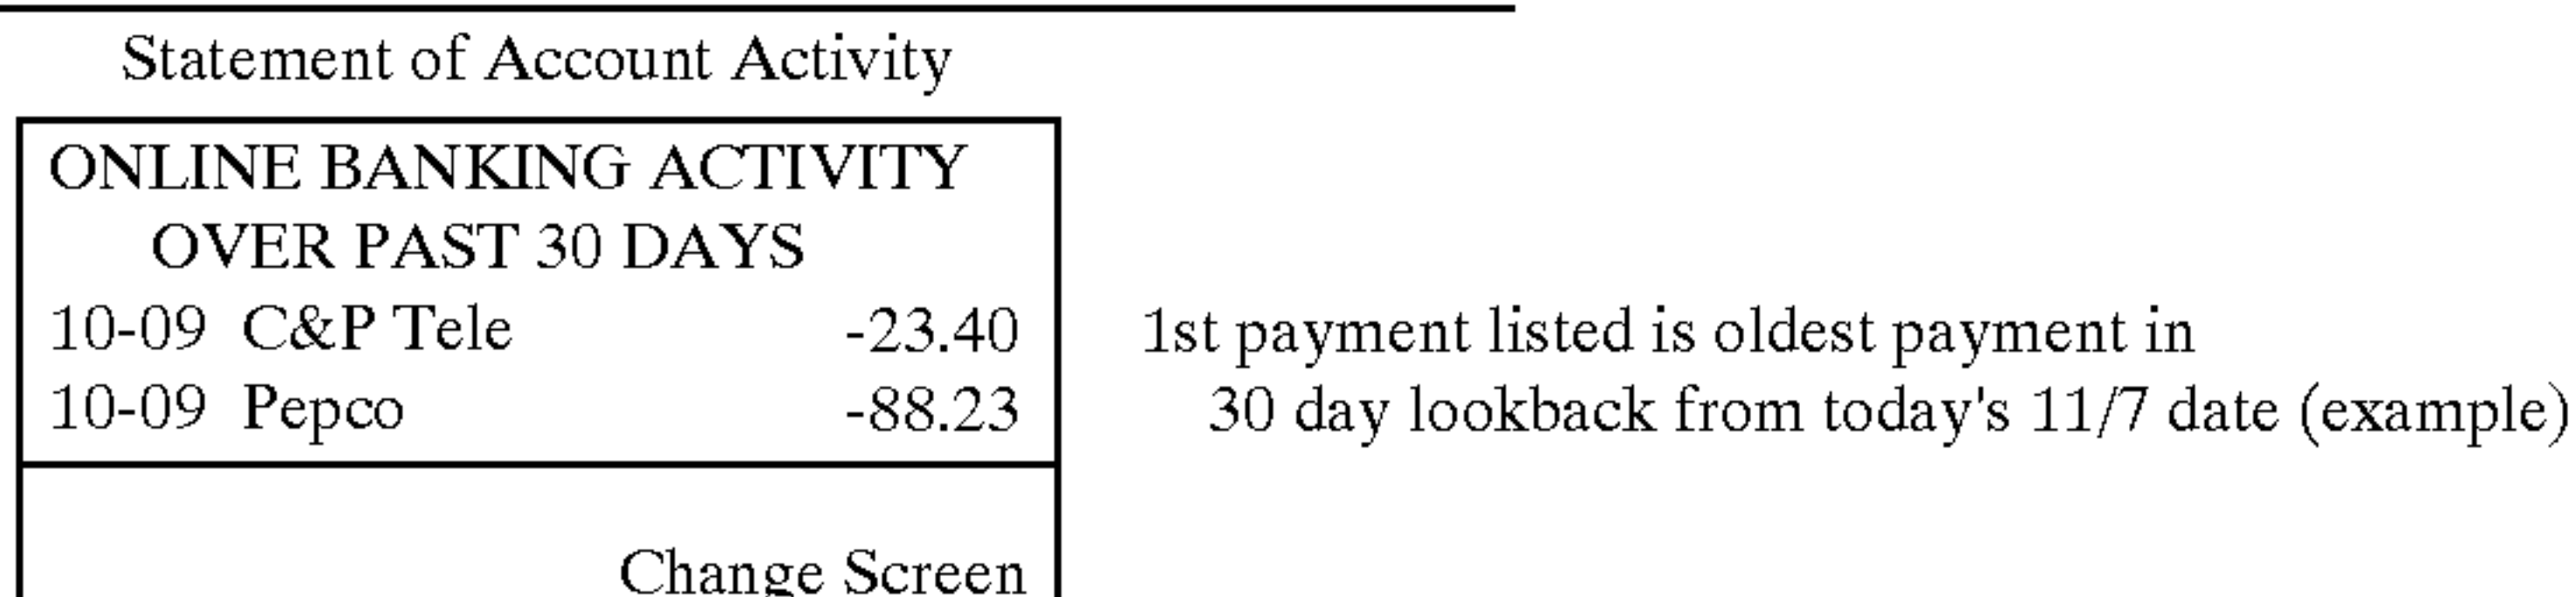 Statement of Account Activity
ONLINE BANKING ACTIVITY
OVER PAST 30 DAYS
10-09 C&P Tele -23.40
10-09 Pepco -88.23
1st payment listed is oldest payment in
30 day lookback from today's 11/7 date (example)
Change Screen